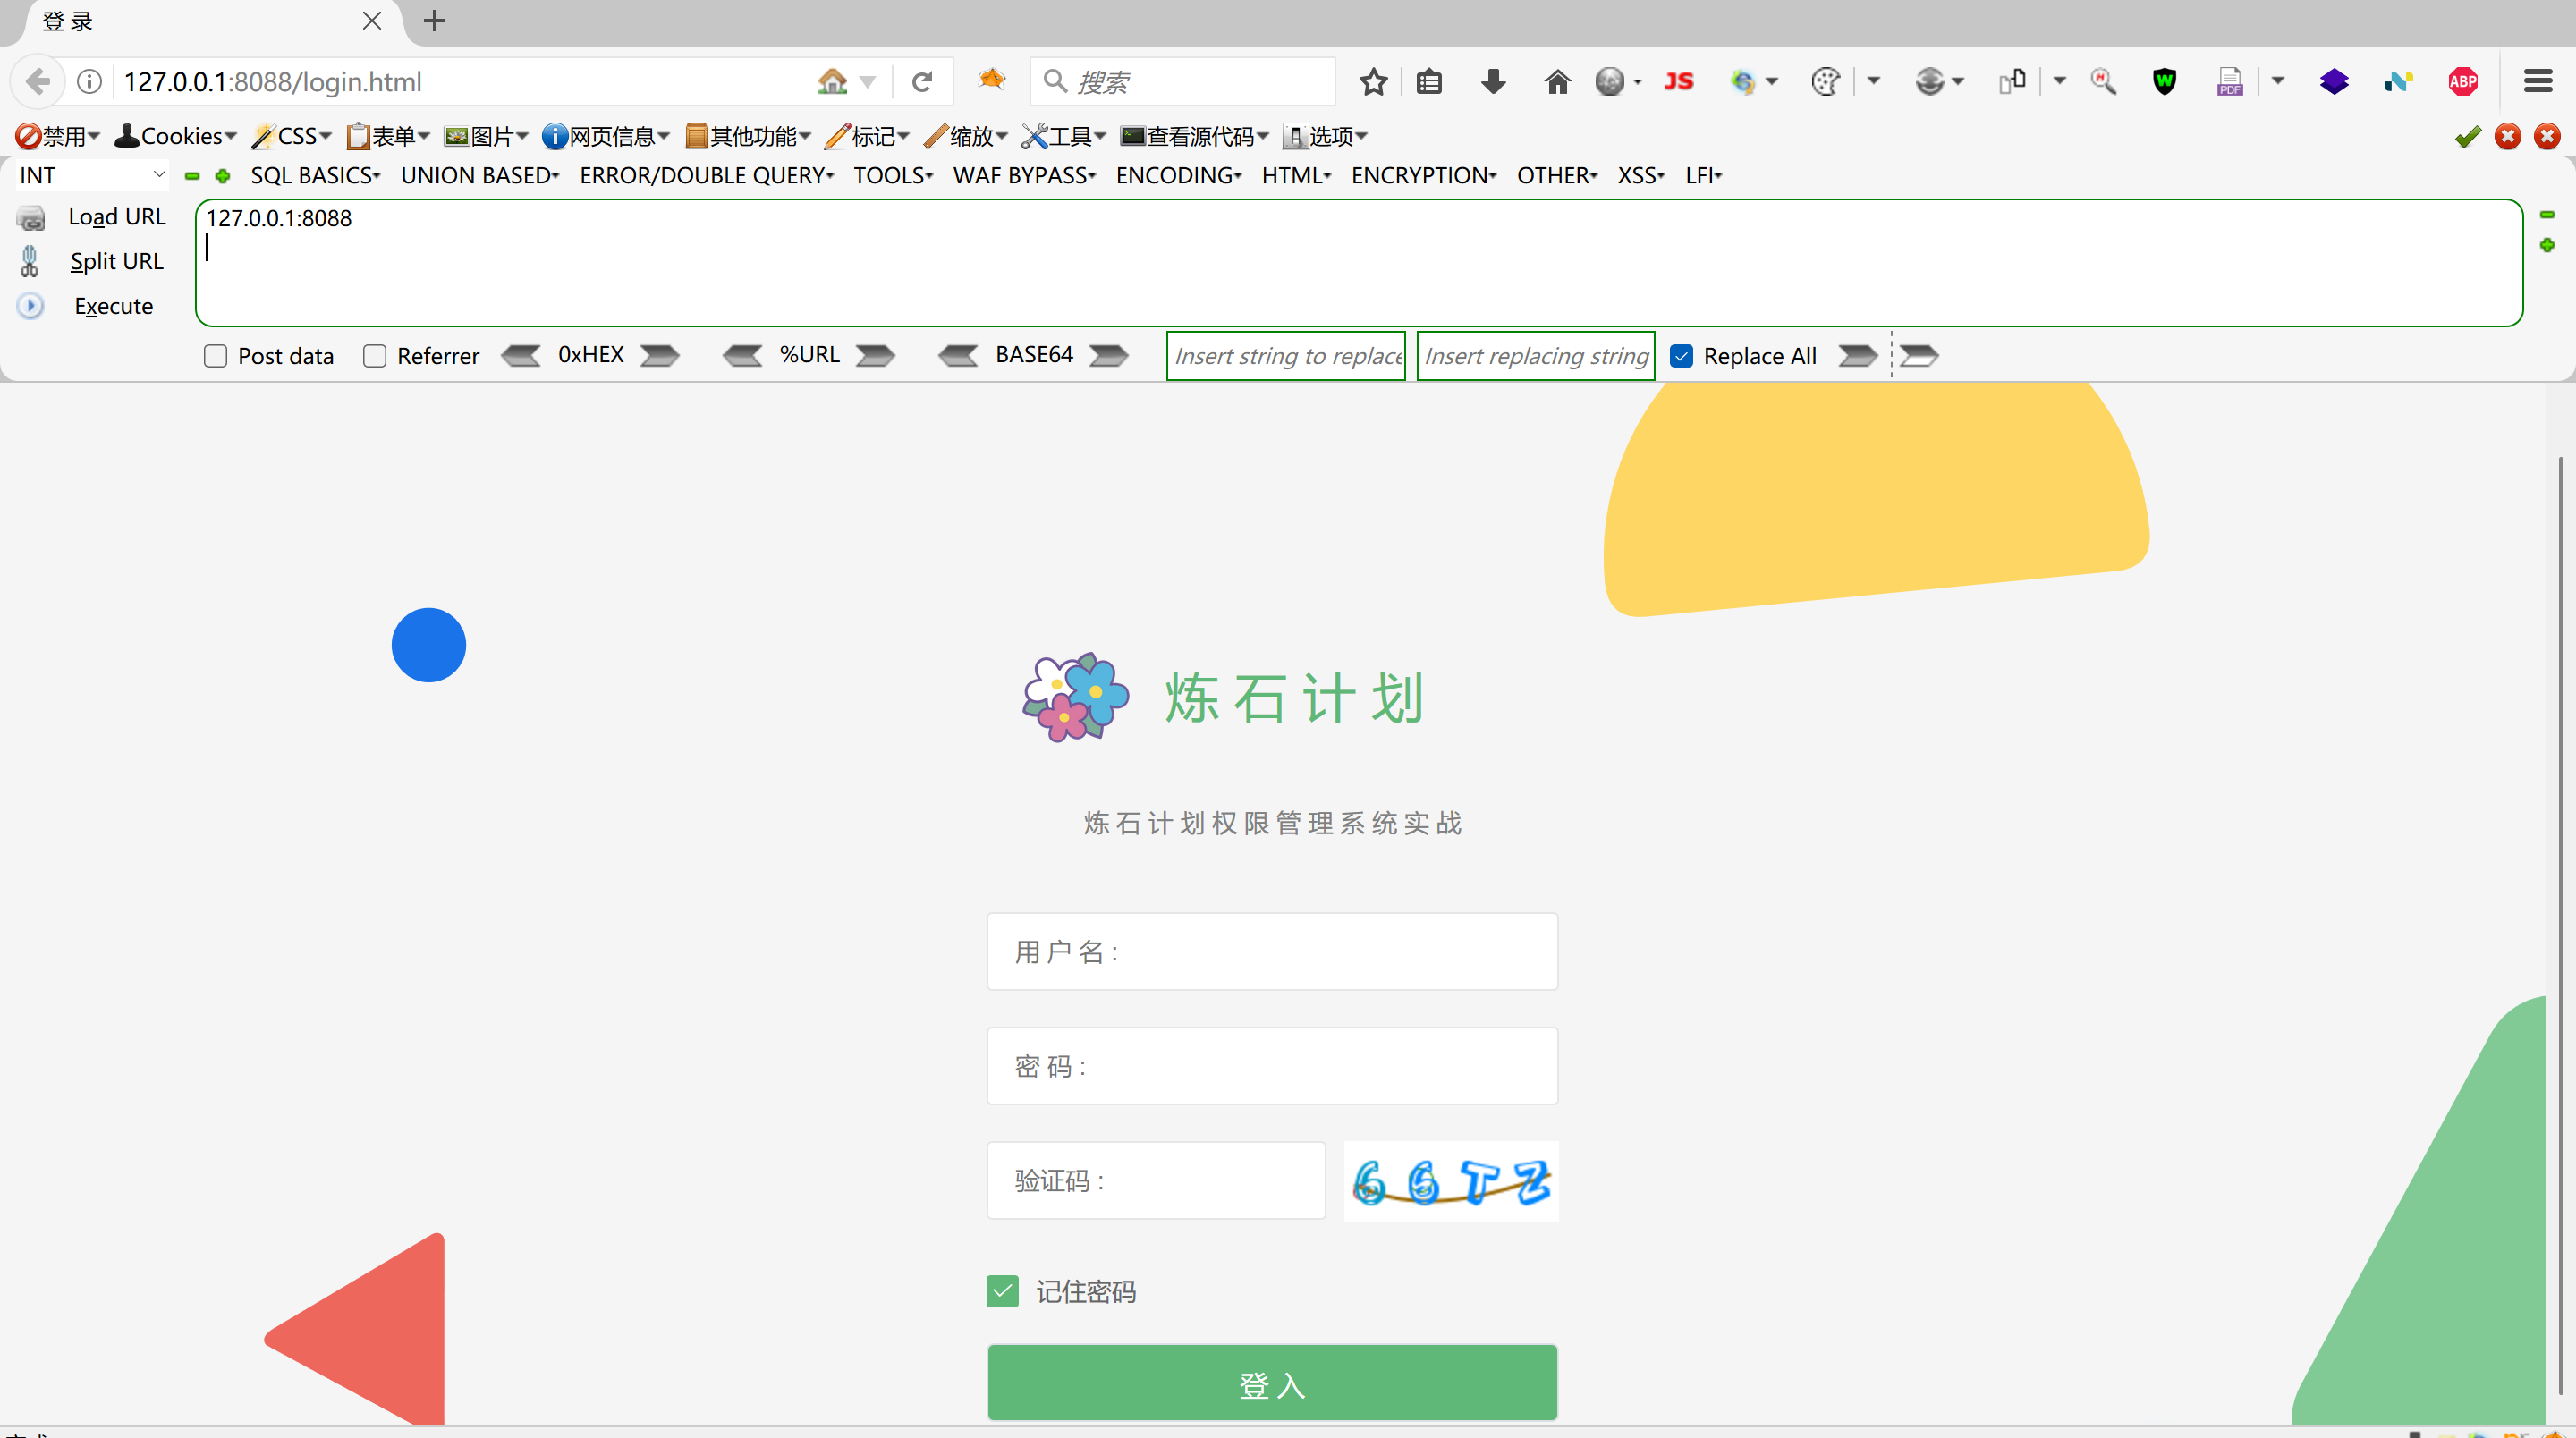 登 录
127.0.0.1:8088/login.html
搜索
JS
PDF
ABP
禁用 Cookies CSS 表单 图片 网页信息 其他功能 标记 缩放 工具 查看源代码 选项
INT SQL BASICS UNION BASED ERROR/DOUBLE QUERY TOOLS WAF BYPASS ENCODING HTML ENCRYPTION OTHER XSS LFI
Load URL
127.0.0.1:8088
Split URL
Execute
Post data Referrer 0xHEX %URL BASE64 Insert string to replace Insert replacing string Replace All
炼石计划
炼石计划权限管理系统实战
用 户 名 :
密 码 :
验证码 :
66TZ
记住密码
登 入